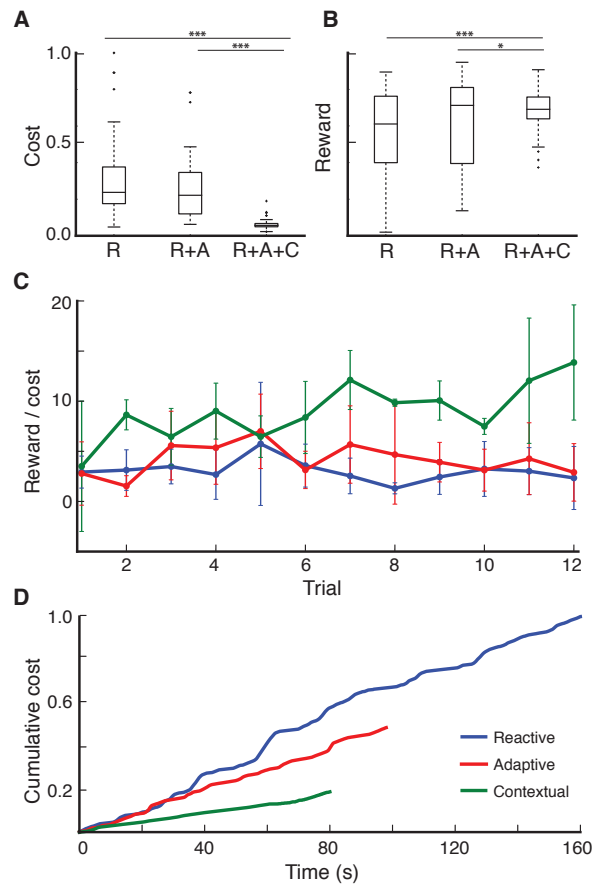 A
***
***
1.0
0.5
0.0
Cost
R
R+A
R+A+C
B
***
*
Reward
R
R+A
R+A+C
C
20
10
0
Reward / cost
2
4
6
8
10
12
Trial
D
1.0
0.6
0.2
Cumulative cost
Reactive
Adaptive
Contextual
0
40
80
120
160
Time (s)